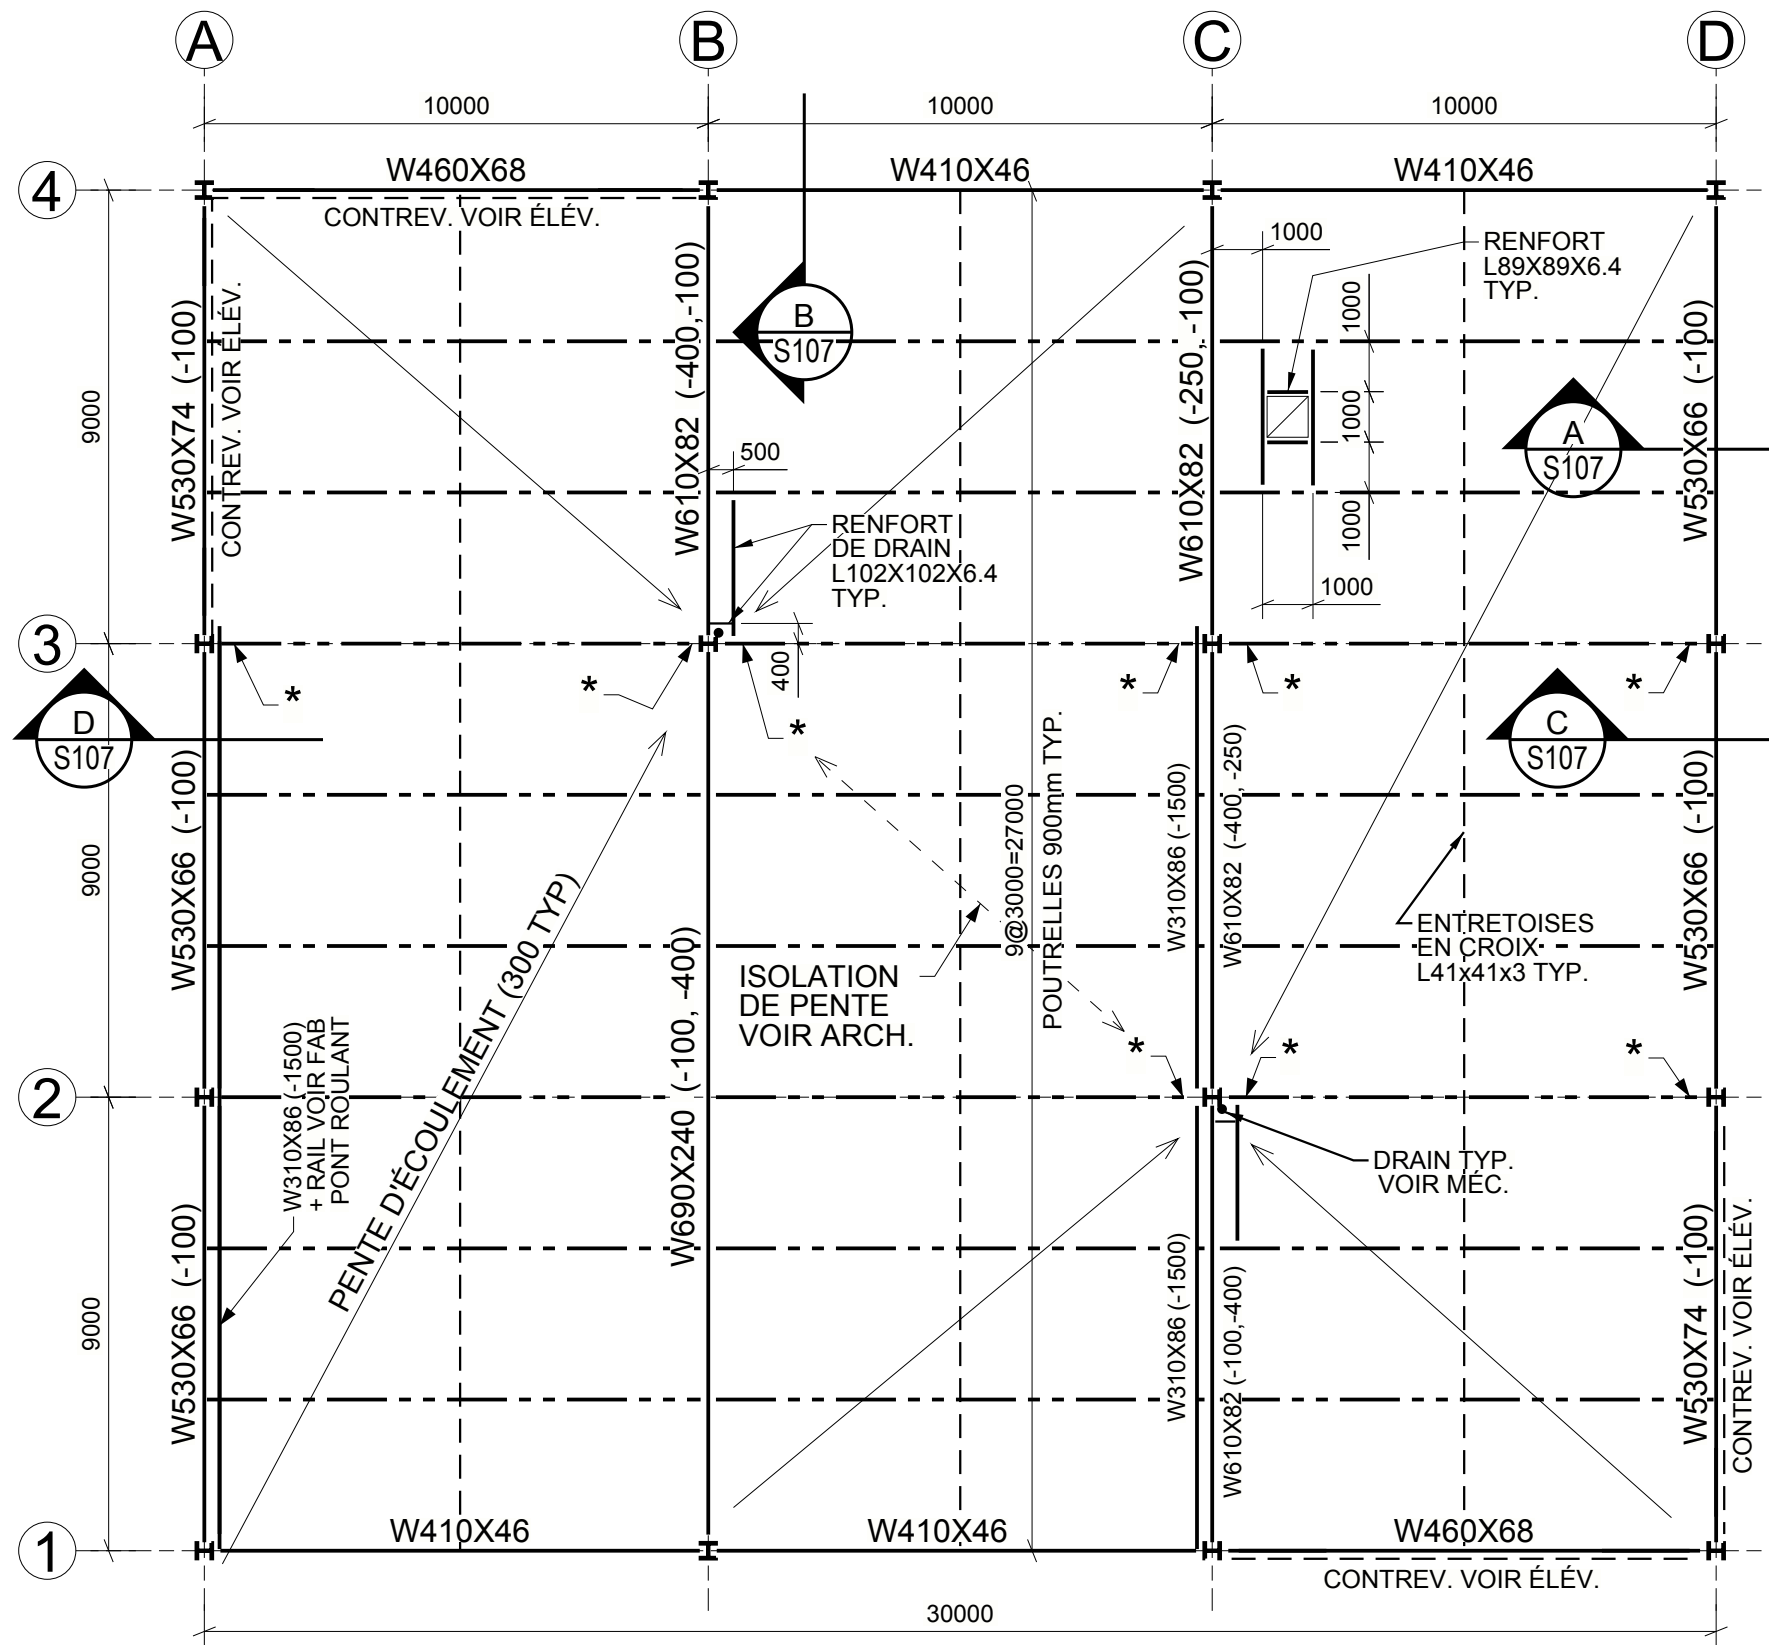 A
B
C
D
10000
10000
10000
4
W460X68
W410X46
W410X46
CONTREV. VOIR ÉLÉV.
1000
RENFORT
L89X89X6.4
TYP.
W530X74 (-100)
CONTREV. VOIR ÉLÉV.
W610X82 (-400,-100)
B
S107
W610X82 (-250,-100)
1000
1000
1000
1000
A
S107
W530X66 (-100)
9000
500
RENFORT
DE DRAIN
L102X102X6.4
TYP.
3
*
*
400
*
*
*
*
D
S107
C
S107
9000
W530X66 (-100)
PENTE D'ÉCOULEMENT (300 TYP)
W690X240 (-100, -400)
9@3000=27000
POUTRELLES 900mm TYP.
W310X86 (-1500)
W610X82 (-400,-250)
W530X66 (-100)
ISOLATION
DE PENTE
VOIR ARCH.
ENTRETOISES
EN CROIX
L41x41x3 TYP.
2
*
*
*
W310X86 (-1500)
+ RAIL VOIR FAB
PONT ROULANT
DRAIN TYP.
VOIR MÉC.
9000
W530X66 (-100)
W310X86 (-1500)
W610X82 (-100,-400)
W530X74 (-100)
CONTREV. VOIR ÉLÉV.
1
W410X46
W410X46
W460X68
CONTREV. VOIR ÉLÉV.
30000